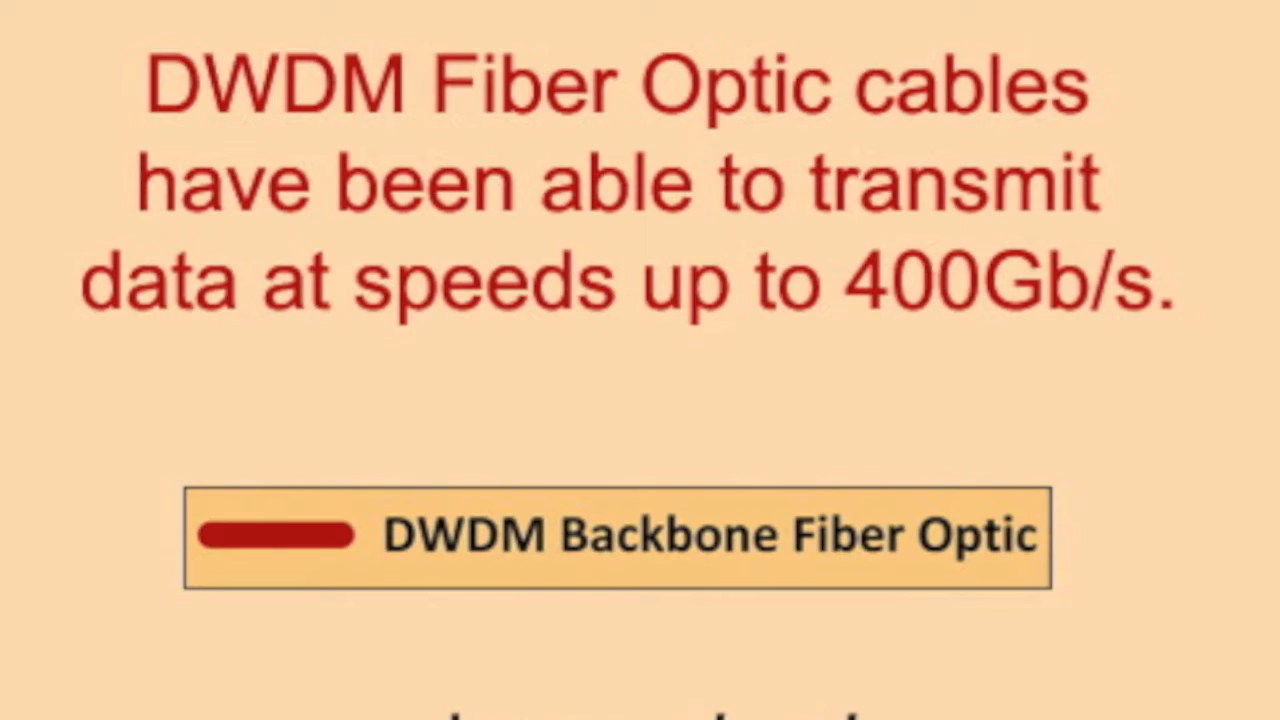 DWDM Fiber Optic cables
have been able to transmit
data at speeds up to 400Gb/s.
DWDM Backbone Fiber Optic